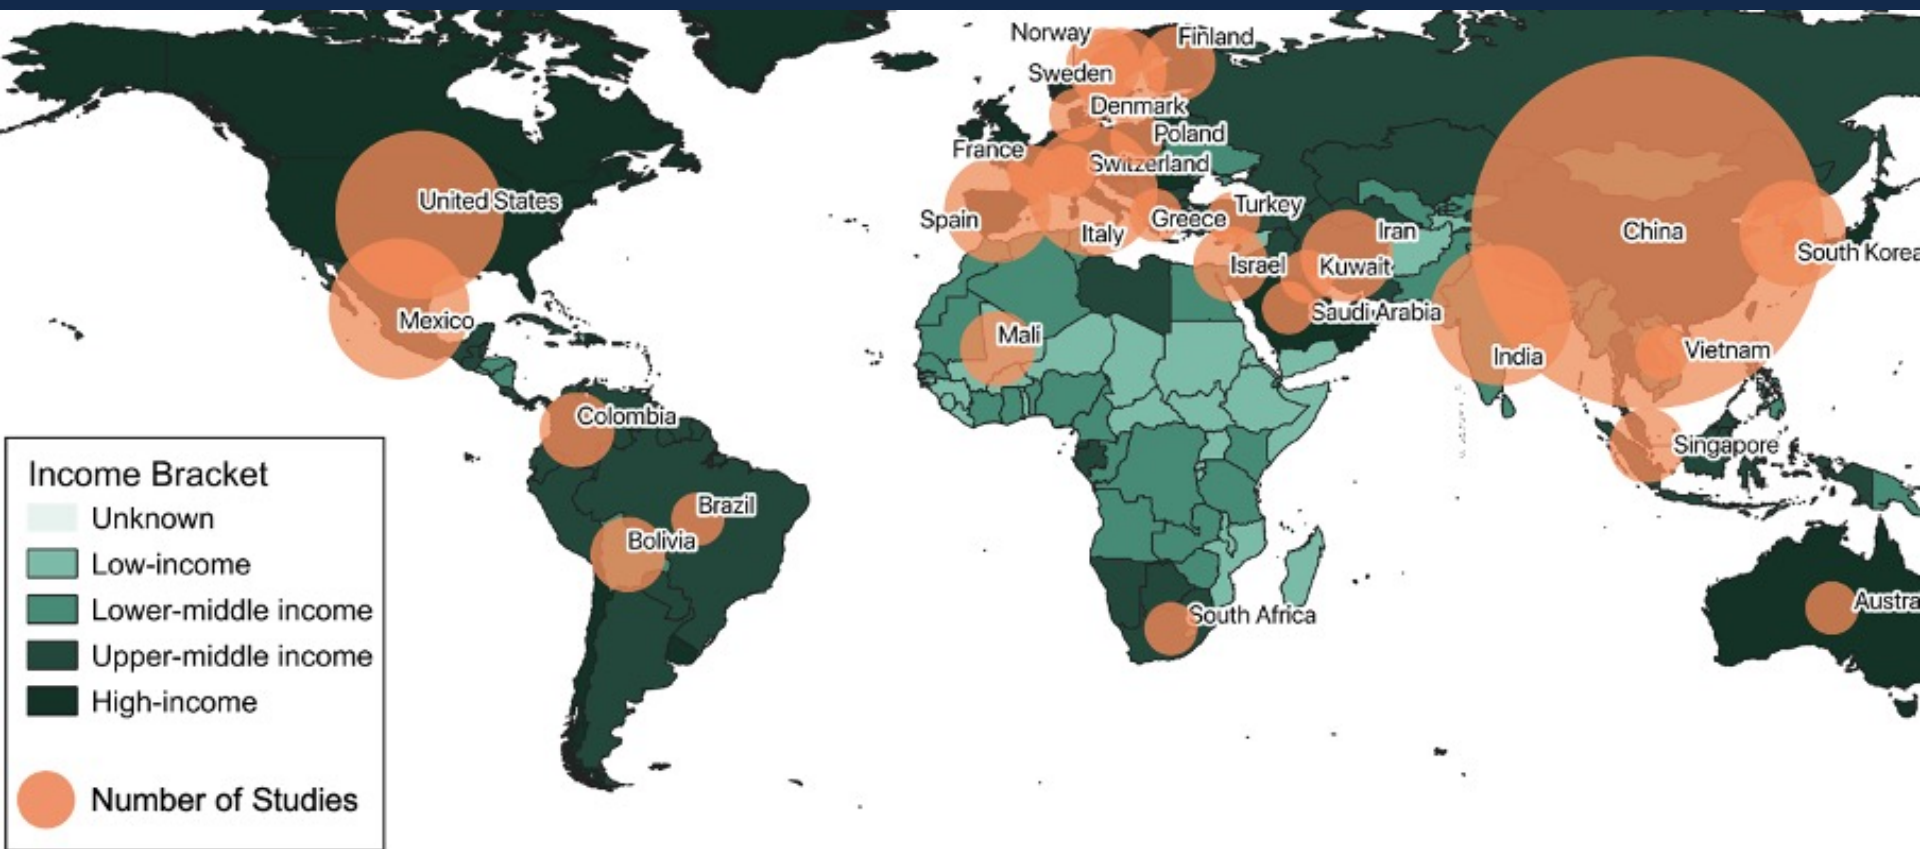 Norway
Finland
Sweden
Denmark
Poland
France
Switzerland
United States
Spain
Greece
Turkey
Italy
Iran
China
Israel
Kuwait
South Korea
Mexico
Mali
Saudi Arabia
India
Vietnam
Colombia
Singapore
Brazil
Bolivia
South Africa
Austra
Income Bracket
Unknown
Low-income
Lower-middle income
Upper-middle income
High-income
Number of Studies